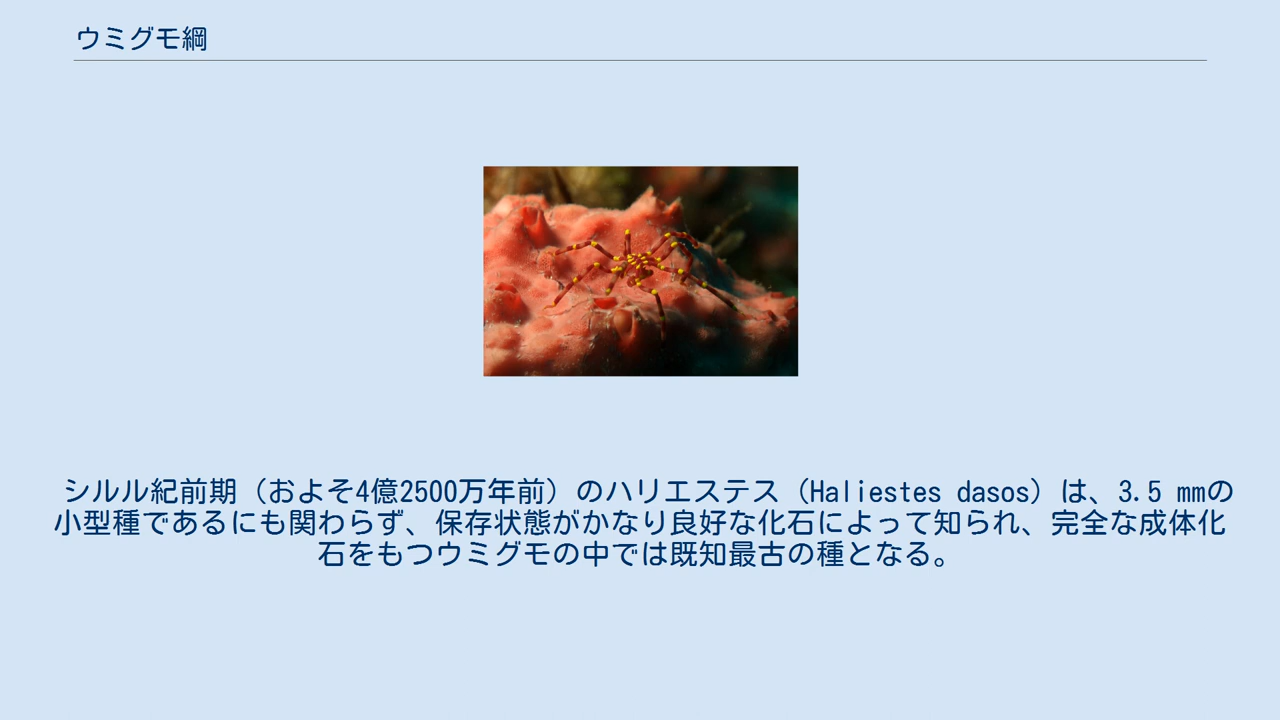 ウミグモ綱
シルル紀前期（およそ4億2500万年前）のハリエステス（Haliestes dasos）は、3.5 mmの
小型種であるにも関わらず、保存状態がかなり良好な化石によって知られ、完全な成体化
石をもつウミグモの中では既知最古の種となる。